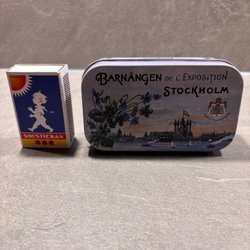 BARNÄNGEN DE L'EXPOSITION
STOCKHOLM
SOLSTICKAN